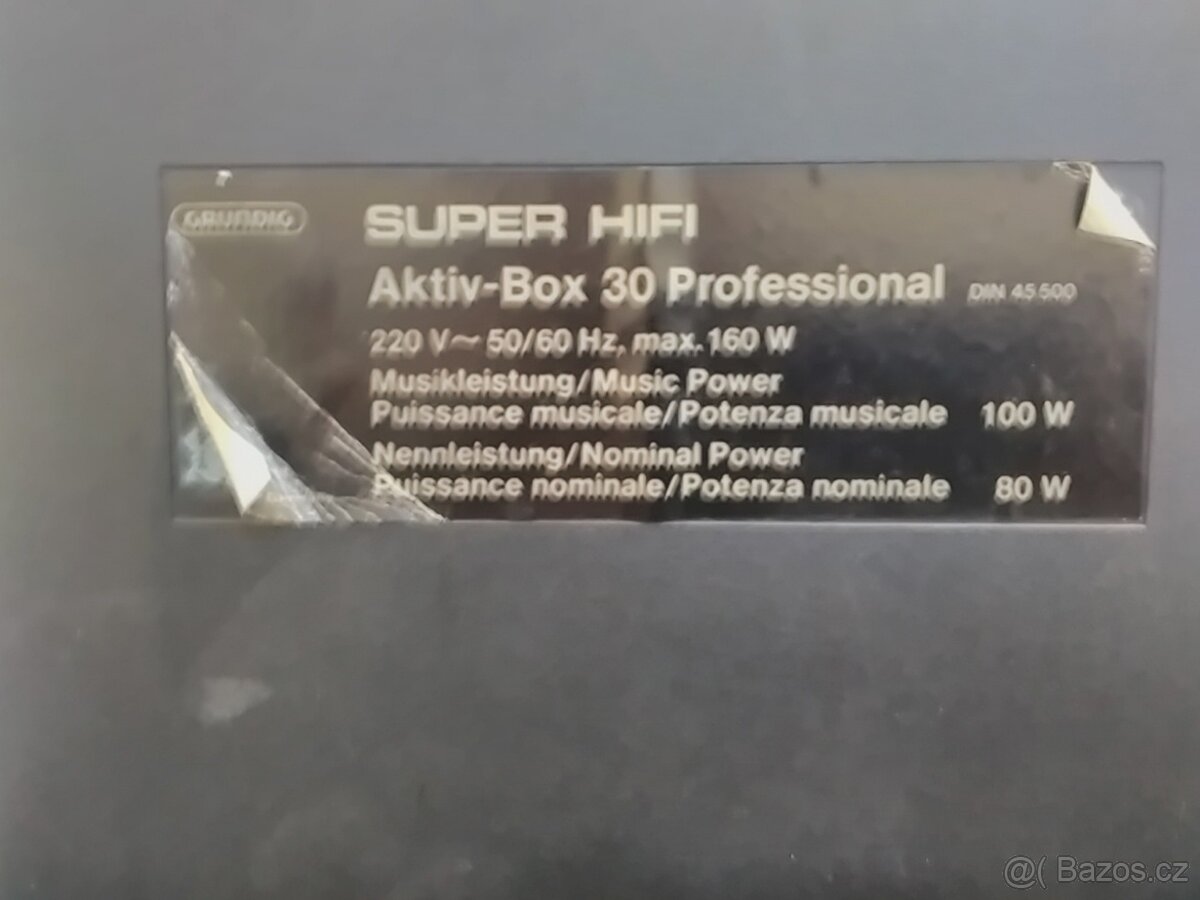 GRUNDIG
SUPER HIFI
Aktiv-Box 30 Professional DIN 45 500
220 V~ 50/60 Hz, max. 160 W
Musikleistung/Music Power
Puissance musicale/Potenza musicale 100 W
Nennleistung/Nominal Power
Puissance nominale/Potenza nominale 80 W
@( Bazos.cz